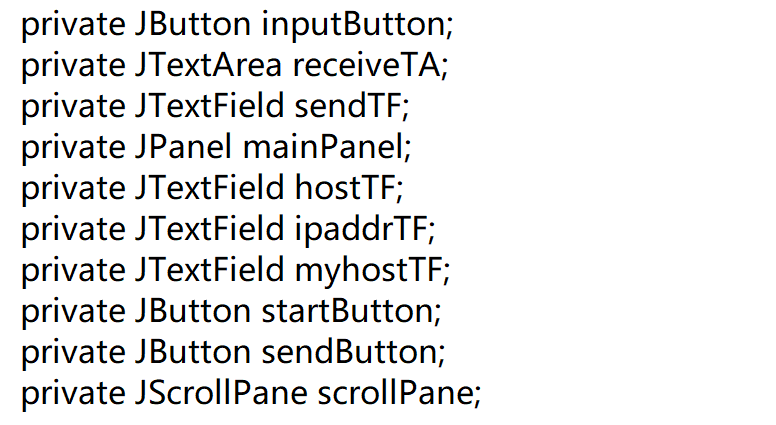 private JButton inputButton;
private JTextArea receiveTA;
private JTextField sendTF;
private JPanel mainPanel;
private JTextField hostTF;
private JTextField ipaddrTF;
private JTextField myhostTF;
private JButton startButton;
private JButton sendButton;
private JScrollPane scrollPane;